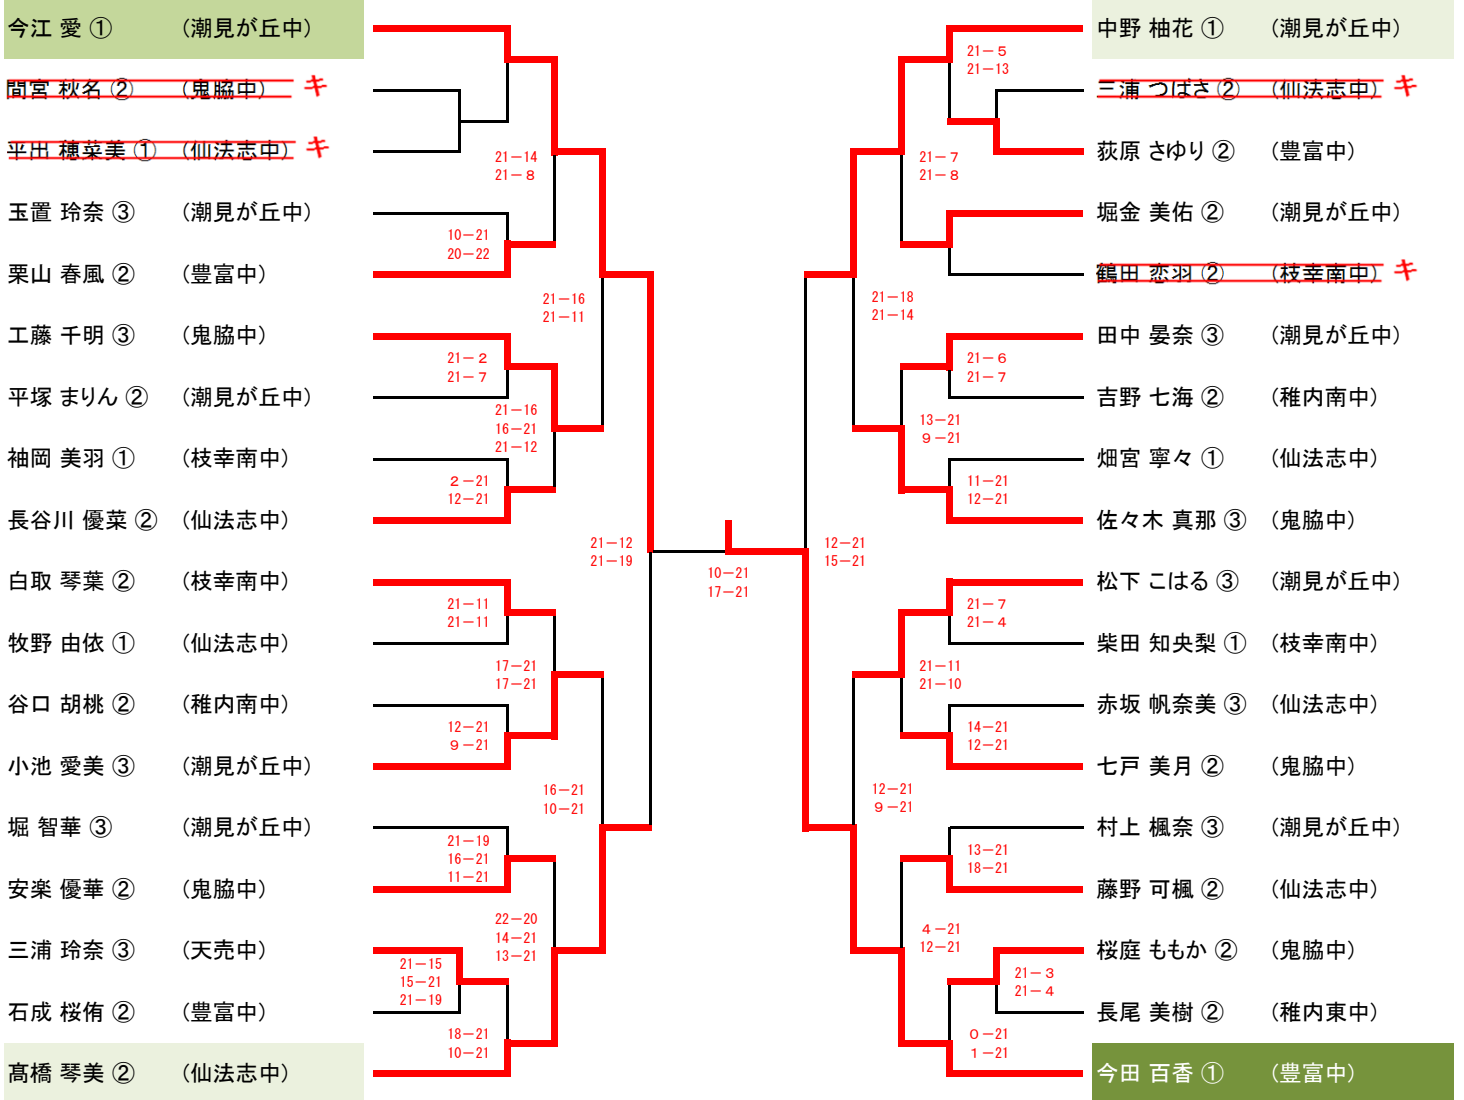 今江 愛 ① (潮見が丘中)
間宮 秋名 ② (鬼脇中) キ
平田 穂菜美 ① (仙法志中) キ
21－14
21－8
玉置 玲奈 ③ (潮見が丘中)
10－21
20－22
栗山 春風 ② (豊富中)
21－16
21－11
工藤 千明 ③ (鬼脇中)
21－2
21－7
平塚 まりん ② (潮見が丘中)
21－16
16－21
21－12
袖岡 美羽 ① (枝幸南中)
2－21
12－21
長谷川 優菜 ② (仙法志中)
21－12
21－19
白取 琴葉 ② (枝幸南中)
21－11
21－11
牧野 由依 ① (仙法志中)
17－21
17－21
谷口 胡桃 ② (稚内南中)
12－21
9－21
小池 愛美 ③ (潮見が丘中)
16－21
10－21
堀 智華 ③ (潮見が丘中)
21－19
16－21
11－21
安楽 優華 ② (鬼脇中)
22－20
14－21
13－21
三浦 玲奈 ③ (天売中)
21－15
15－21
21－19
石成 桜侑 ② (豊富中)
18－21
10－21
髙橋 琴美 ② (仙法志中)
10－21
17－21
中野 柚花 ① (潮見が丘中)
21－5
21－13
三浦 つばさ ② (仙法志中) キ
荻原 さゆり ② (豊富中)
21－7
21－8
堀金 美佑 ② (潮見が丘中)
鶴田 恋羽 ② (枝幸南中) キ
21－18
21－14
田中 晏奈 ③ (潮見が丘中)
21－6
21－7
吉野 七海 ② (稚内南中)
13－21
9－21
畑宮 寧々 ① (仙法志中)
11－21
12－21
佐々木 真那 ③ (鬼脇中)
12－21
15－21
松下 こはる ③ (潮見が丘中)
21－7
21－4
柴田 知央梨 ① (枝幸南中)
21－11
21－10
赤坂 帆奈美 ③ (仙法志中)
14－21
12－21
七戸 美月 ② (鬼脇中)
12－21
9－21
村上 楓奈 ③ (潮見が丘中)
13－21
18－21
藤野 可楓 ② (仙法志中)
4－21
12－21
桜庭 ももか ② (鬼脇中)
21－3
21－4
長尾 美樹 ② (稚内東中)
0－21
1－21
今田 百香 ① (豊富中)